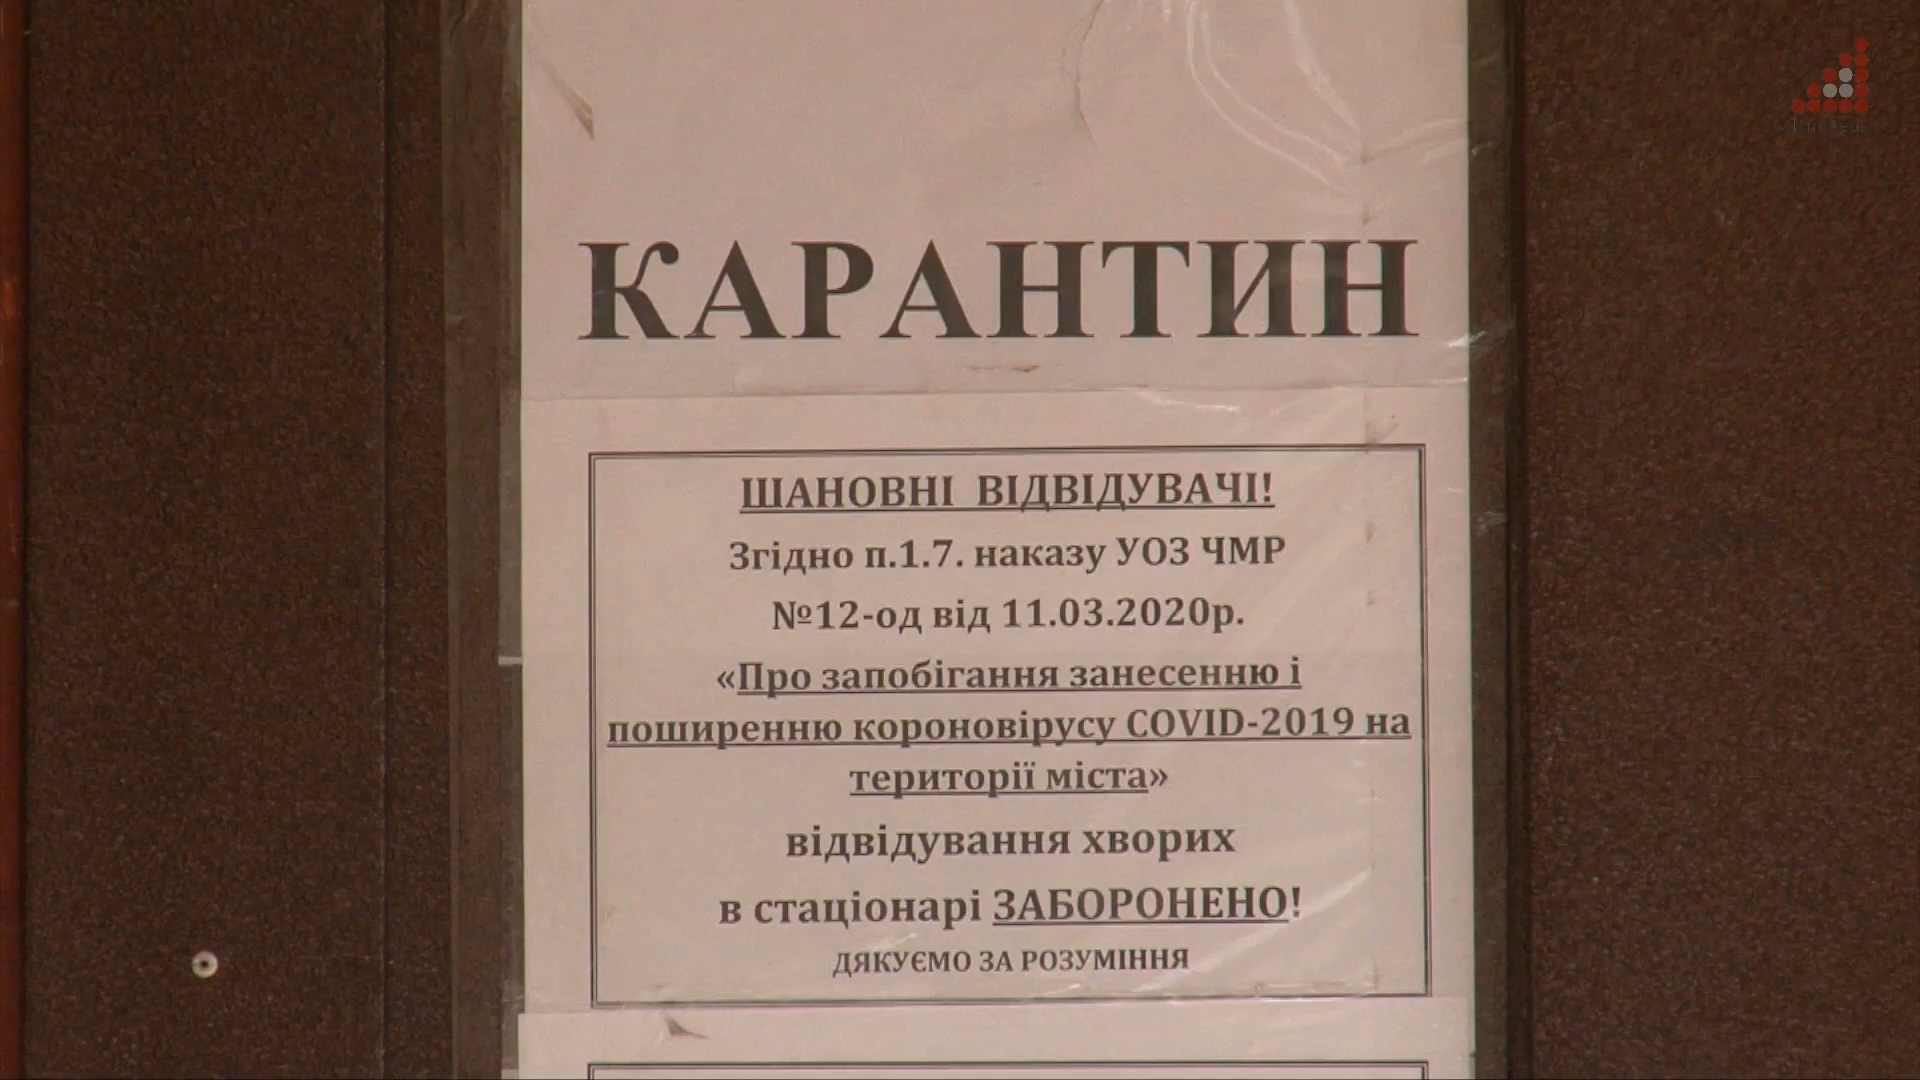 КАРАНТИН
ШАНОВНІ ВІДВІДУВАЧІ!
Згідно п.1.7. наказу УОЗ ЧМР
№12-од від 11.03.2020р.
«Про запобігання занесенню і
поширенню короновірусу COVID-2019 на
території міста»
відвідування хворих
в стаціонарі ЗАБОРОНЕНО!
ДЯКУЄМО ЗА РОЗУМІННЯ